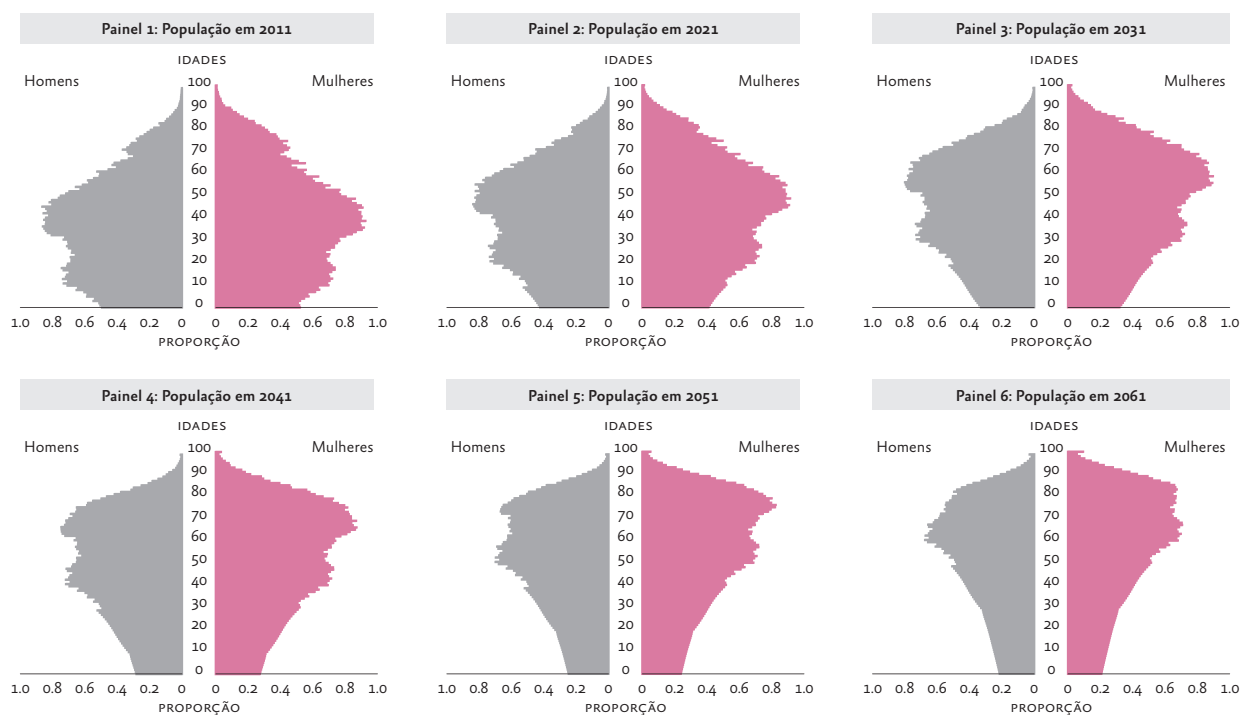 Painel 1: População em 2011
IDADES
Homens
Mulheres
100
90
80
70
60
50
40
30
20
10
0
1.0 0.8 0.6 0.4 0.2 0 0 0.2 0.4 0.6 0.8 1.0
PROPORÇÃO
Painel 2: População em 2021
IDADES
Homens
Mulheres
100
90
80
70
60
50
40
30
20
10
0
1.0 0.8 0.6 0.4 0.2 0 0 0.2 0.4 0.6 0.8 1.0
PROPORÇÃO
Painel 3: População em 2031
IDADES
Homens
Mulheres
100
90
80
70
60
50
40
30
20
10
0
1.0 0.8 0.6 0.4 0.2 0 0 0.2 0.4 0.6 0.8 1.0
PROPORÇÃO
Painel 4: População em 2041
IDADES
Homens
Mulheres
100
90
80
70
60
50
40
30
20
10
0
1.0 0.8 0.6 0.4 0.2 0 0 0.2 0.4 0.6 0.8 1.0
PROPORÇÃO
Painel 5: População em 2051
IDADES
Homens
Mulheres
100
90
80
70
60
50
40
30
20
10
0
1.0 0.8 0.6 0.4 0.2 0 0 0.2 0.4 0.6 0.8 1.0
PROPORÇÃO
Painel 6: População em 2061
IDADES
Homens
Mulheres
100
90
80
70
60
50
40
30
20
10
0
1.0 0.8 0.6 0.4 0.2 0 0 0.2 0.4 0.6 0.8 1.0
PROPORÇÃO